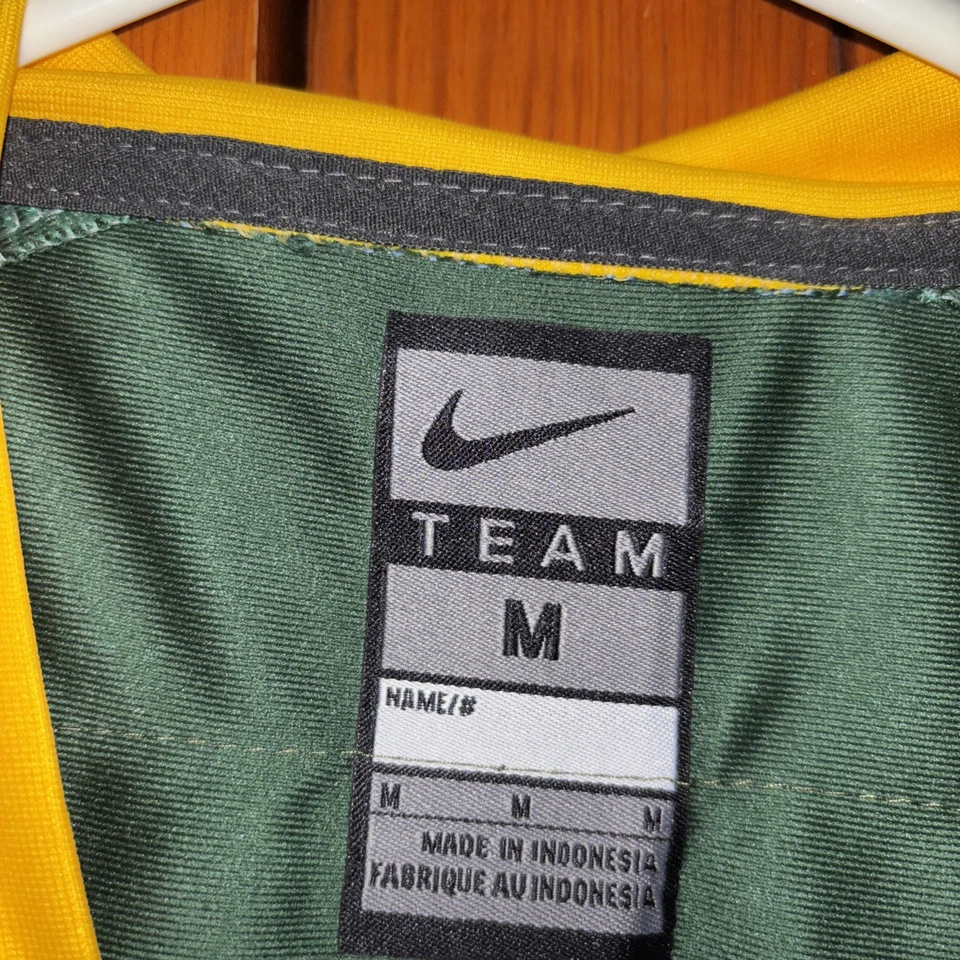 TEAM
M
NAME/#
M M M
MADE IN INDONESIA
FABRIQUE AU INDONESIA